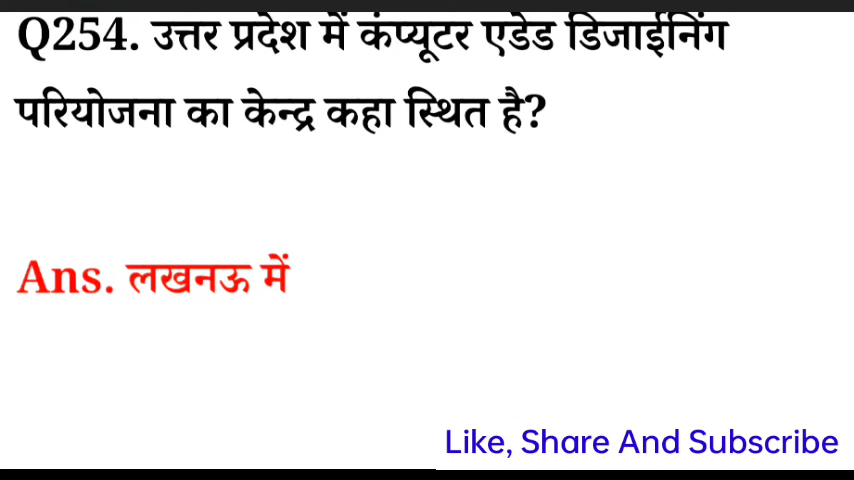 Q254. उत्तर प्रदेश में कंप्यूटर एडेड डिजाईनिंग
परियोजना का केन्द्र कहा स्थित है?
Ans. लखनऊ में
Like, Share And Subscribe